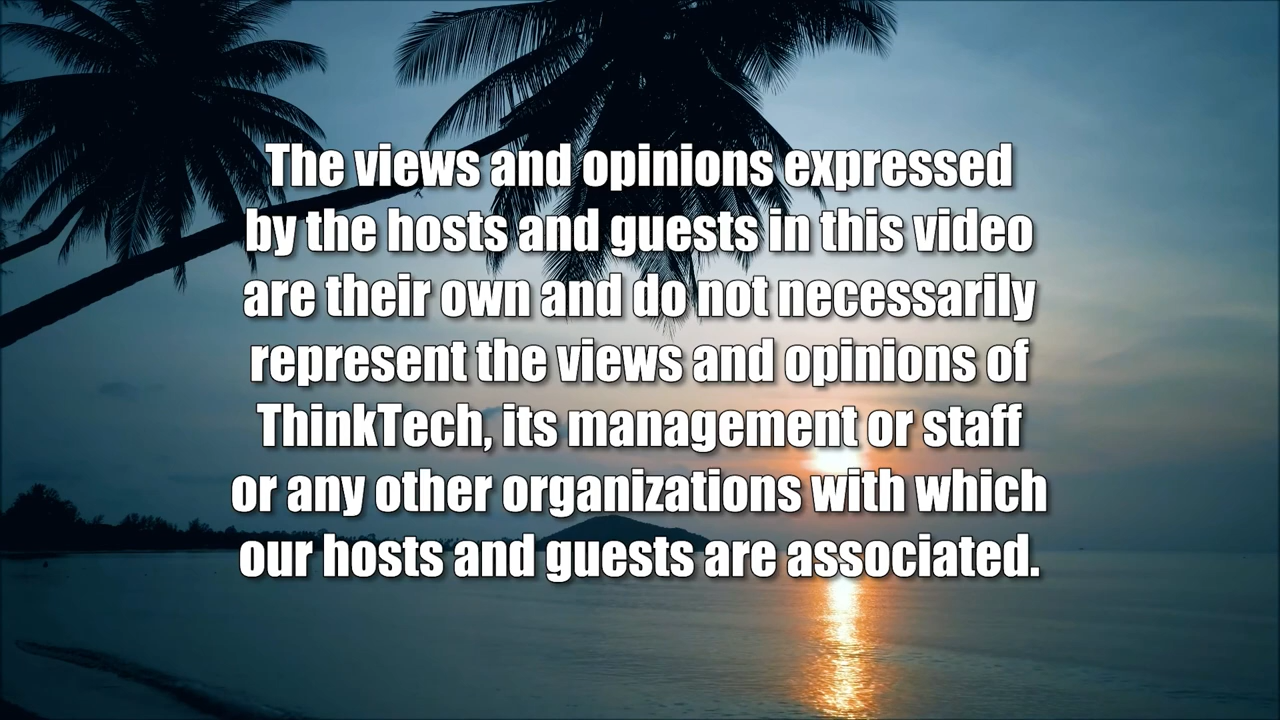 The views and opinions expressed
by the hosts and guests in this video
are their own and do not necessarily
represent the views and opinions of
ThinkTech, its management or staff
or any other organizations with which
our hosts and guests are associated.